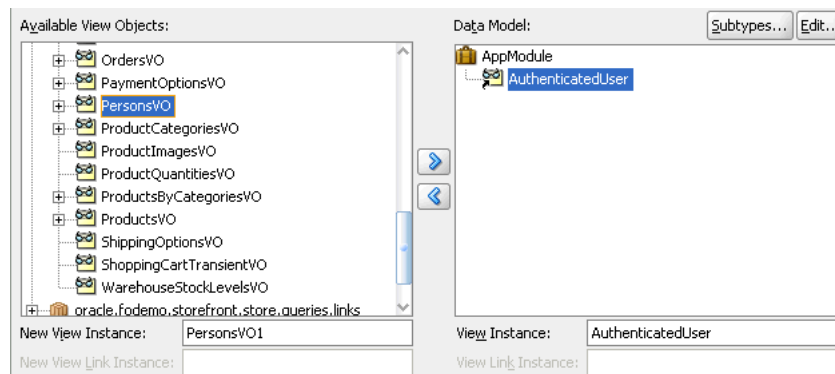 Available View Objects:
OrdersVO
PaymentOptionsVO
PersonsVO
ProductCategoriesVO
ProductImagesVO
ProductQuantitiesVO
ProductsByCategoriesVO
ProductsVO
ShippingOptionsVO
ShoppingCartTransientVO
WarehouseStockLevelsVO
oracle.fodemo.storefront.store.queries.links
New View Instance: PersonsVO1
New View Link Instance:
Data Model:
Subtypes... Edit..
AppModule
AuthenticatedUser
View Instance: AuthenticatedUser
View Link Instance: